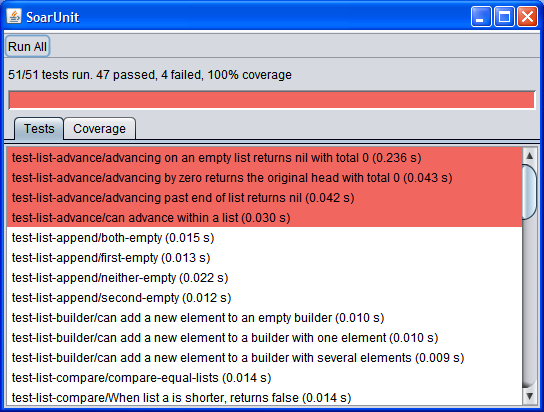 SoarUnit
Run All
51/51 tests run. 47 passed, 4 failed, 100% coverage
Tests Coverage
test-list-advance/advancing on an empty list returns nil with total 0 (0.236 s)
test-list-advance/advancing by zero returns the original head with total 0 (0.043 s)
test-list-advance/advancing past end of list returns nil (0.042 s)
test-list-advance/can advance within a list (0.030 s)
test-list-append/both-empty (0.015 s)
test-list-append/first-empty (0.013 s)
test-list-append/neither-empty (0.022 s)
test-list-append/second-empty (0.012 s)
test-list-builder/can add a new element to an empty builder (0.010 s)
test-list-builder/can add a new element to a builder with one element (0.010 s)
test-list-builder/can add a new element to a builder with several elements (0.009 s)
test-list-compare/compare-equal-lists (0.014 s)
test-list-compare/When list a is shorter, returns false (0.014 s)